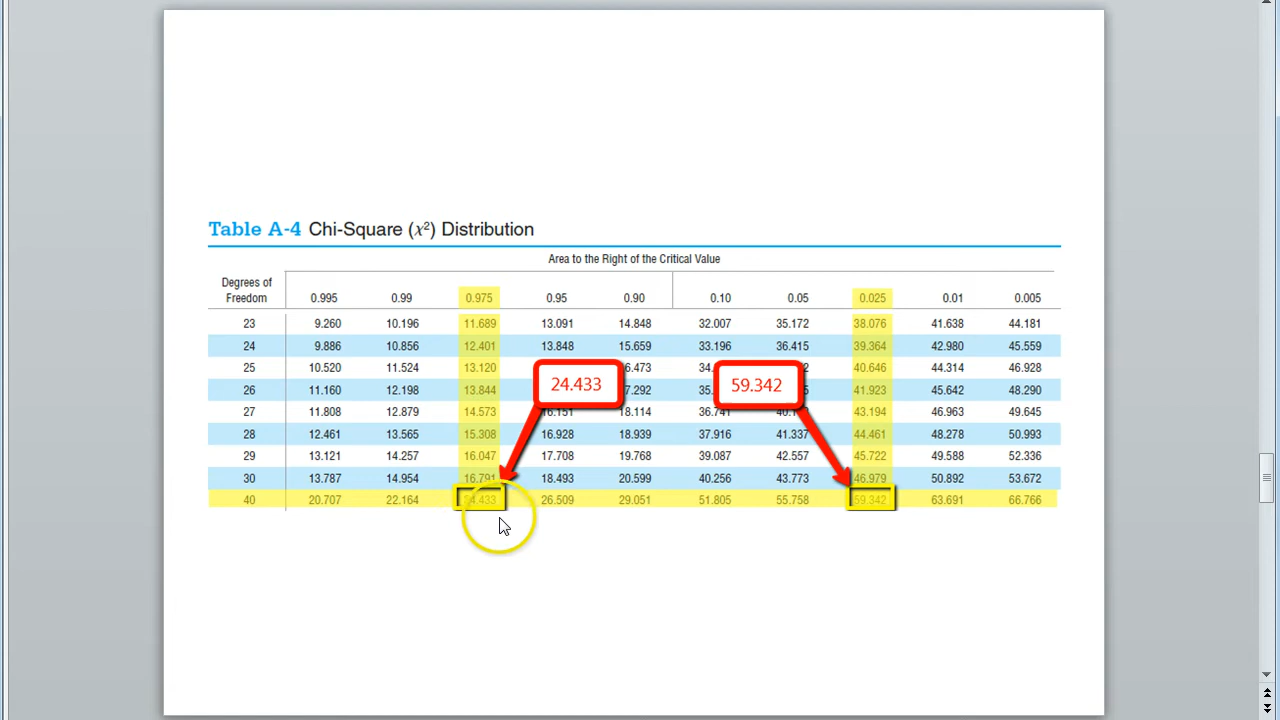 Table A-4 Chi-Square (χ²) Distribution
Area to the Right of the Critical Value
Degrees of
Freedom 0.995 0.99 0.975 0.95 0.90 0.10 0.05 0.025 0.01 0.005
23 9.260 10.196 11.689 13.091 14.848 32.007 35.172 38.076 41.638 44.181
24 9.886 10.856 12.401 13.848 15.659 33.196 36.415 39.364 42.980 45.559
25 10.520 11.524 13.120 40.646 44.314 46.928
24.433 59.342
26 11.160 12.198 13.844 41.923 45.642 48.290
27 11.808 12.879 14.573 16.151 18.114 36.741 43.194 46.963 49.645
28 12.461 13.565 15.308 16.928 18.939 37.916 41.337 44.461 48.278 50.993
29 13.121 14.257 16.047 17.708 19.768 39.087 42.557 45.722 49.588 52.336
30 13.787 14.954 16.791 18.493 20.599 40.256 43.773 46.979 50.892 53.672
40 20.707 22.164 24.433 26.509 29.051 51.805 55.758 59.342 63.691 66.766